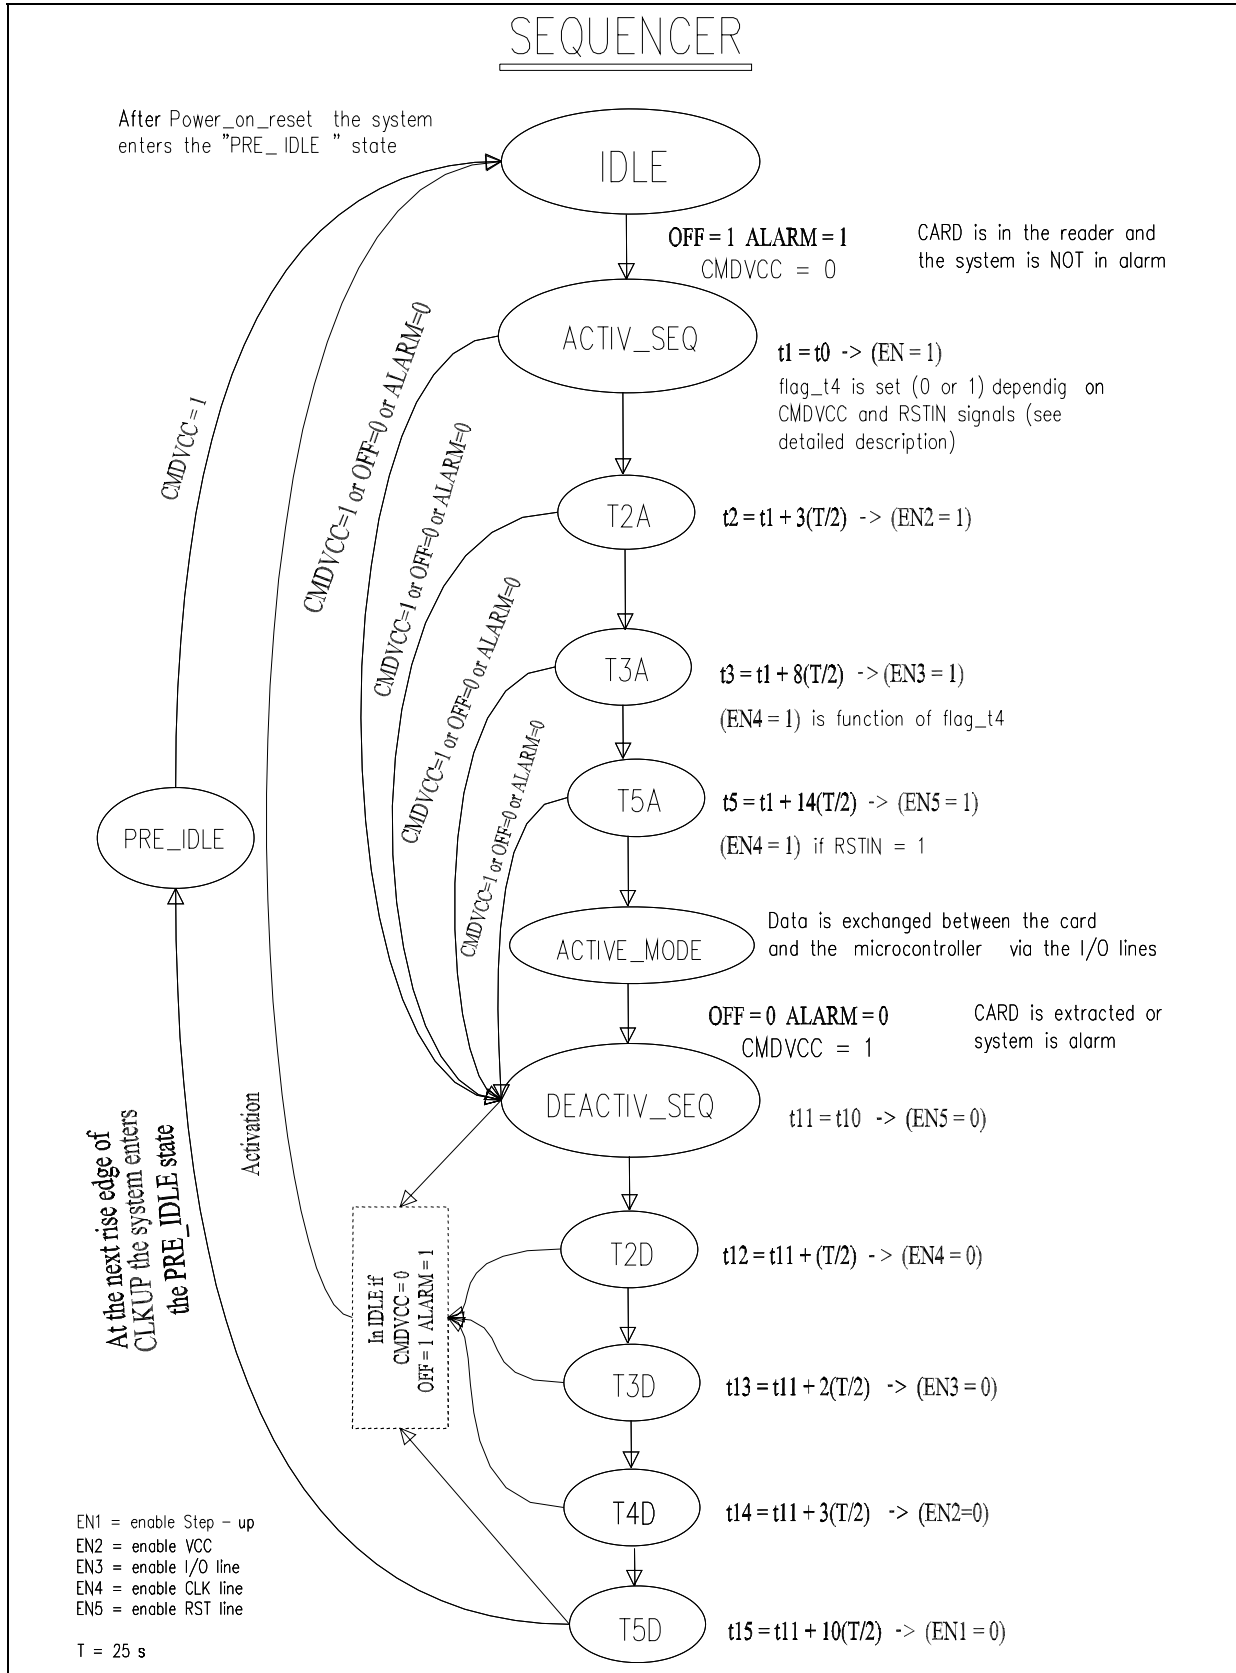 SEQUENCER
After Power_on_reset the system
enters the "PRE_ IDLE " state
IDLE
OFF = 1 ALARM = 1
CMDVCC = 0
CARD is in the reader and
the system is NOT in alarm
ACTIV_SEQ
t1 = t0 -> (EN = 1)
flag_t4 is set (0 or 1) dependig on
CMDVCC and RSTIN signals (see
detailed description)
CMDVCC = 1
CMDVCC=1 or OFF=0 or ALARM=0
CMDVCC=1 or OFF=0 or ALARM=0
CMDVCC=1 or OFF=0 or ALARM=0
CMDVCC=1 or OFF=0 or ALARM=0
T2A
t2 = t1 + 3(T/2) -> (EN2 = 1)
T3A
t3 = t1 + 8(T/2) -> (EN3 = 1)
(EN4 = 1) is function of flag_t4
T5A
t5 = t1 + 14(T/2) -> (EN5 = 1)
(EN4 = 1) if RSTIN = 1
PRE_IDLE
ACTIVE_MODE
Data is exchanged between the card
and the microcontroller via the I/O lines
OFF = 0 ALARM = 0
CMDVCC = 1
CARD is extracted or
system is alarm
DEACTIV_SEQ
t11 = t10 -> (EN5 = 0)
At the next rise edge of
CLKUP the system enters
the PRE_IDLE state
Activation
In IDLE if
CMDVCC = 0
OFF = 1 ALARM = 1
T2D
t12 = t11 + (T/2) -> (EN4 = 0)
T3D
t13 = t11 + 2(T/2) -> (EN3 = 0)
T4D
t14 = t11 + 3(T/2) -> (EN2=0)
T5D
t15 = t11 + 10(T/2) -> (EN1 = 0)
EN1 = enable Step - up
EN2 = enable VCC
EN3 = enable I/O line
EN4 = enable CLK line
EN5 = enable RST line
T = 25 s